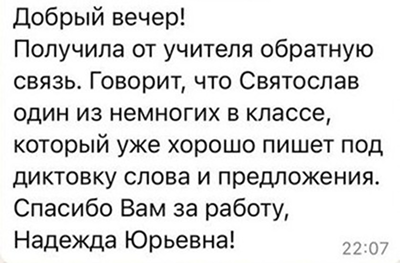 Добрый вечер!
Получила от учителя обратную
связь. Говорит, что Святослав
один из немногих в классе,
который уже хорошо пишет под
диктовку слова и предложения.
Спасибо Вам за работу,
Надежда Юрьевна!
22:07